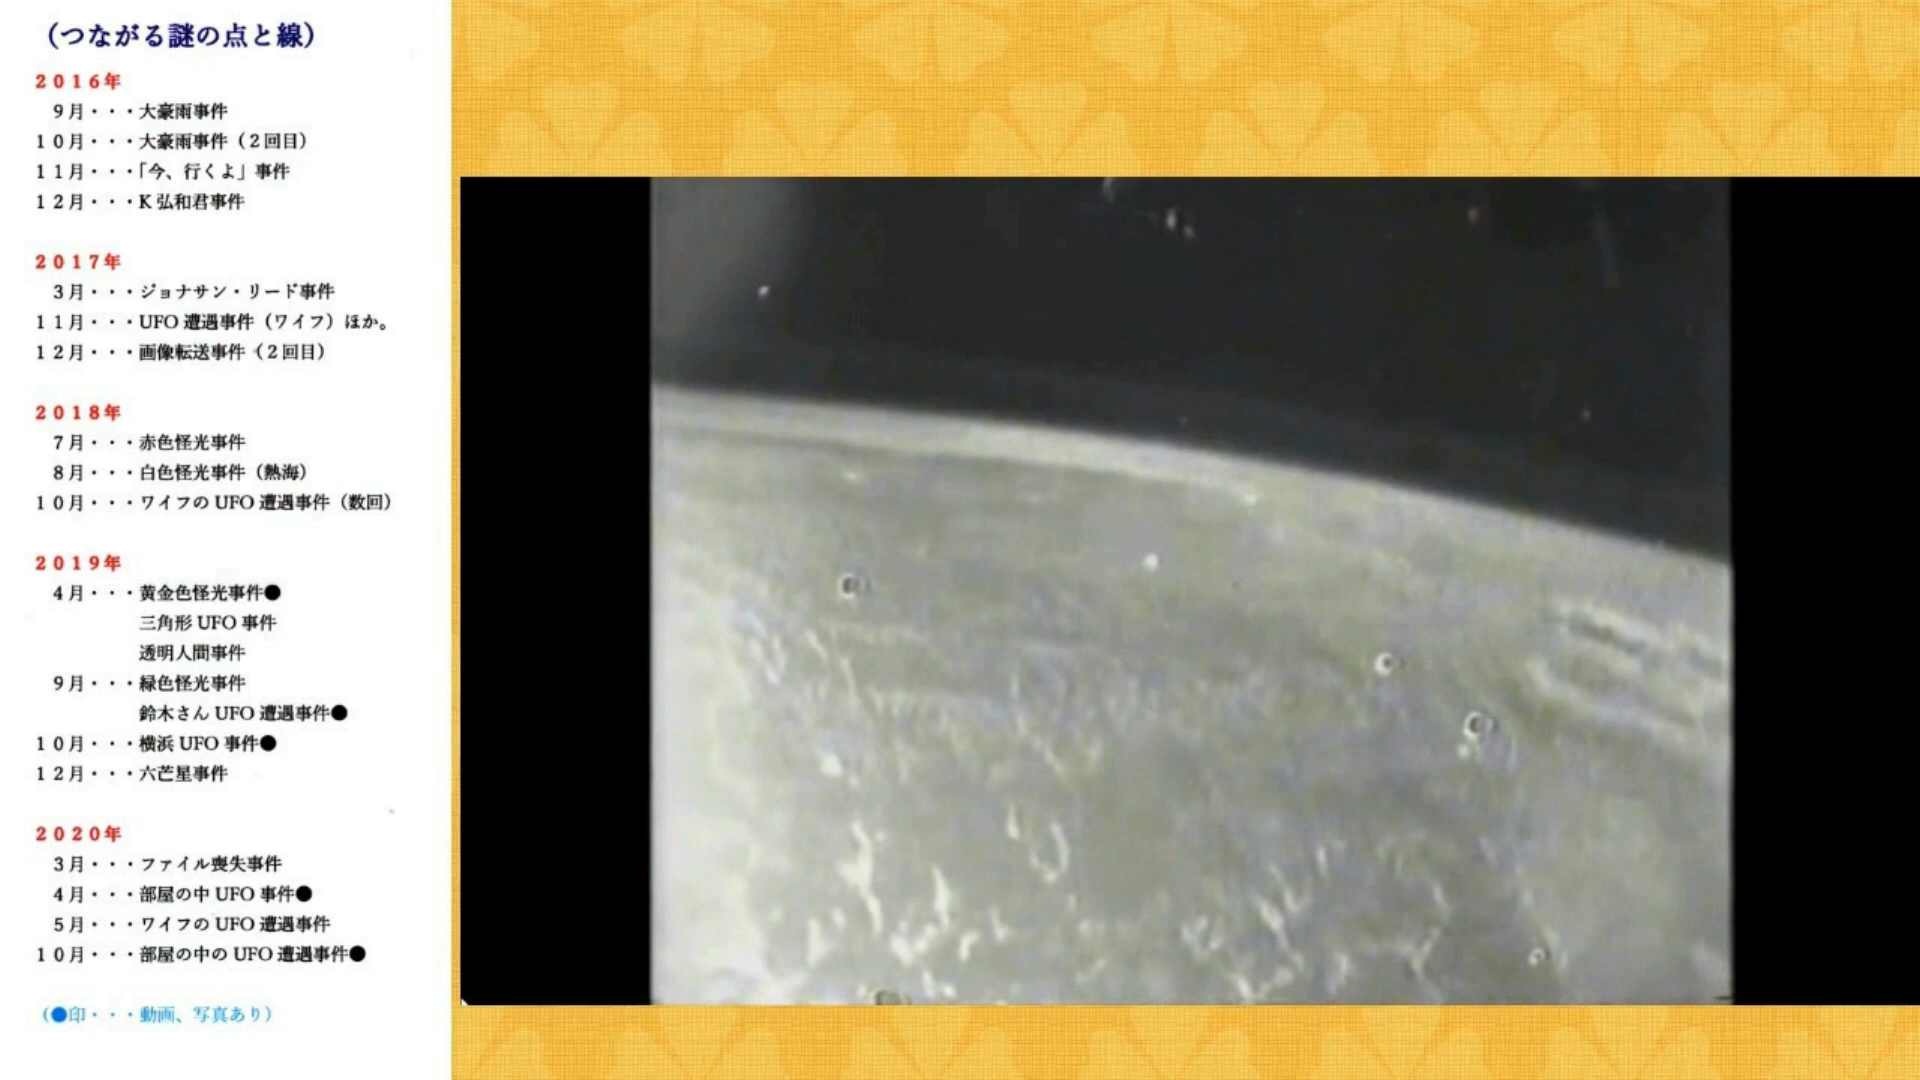 (つながる謎の点と線)
2016年
9月・・・大豪雨事件
10月・・・大豪雨事件(2回目)
11月・・・「今、行くよ」事件
12月・・・K弘和君事件
2017年
3月・・・ジョナサン・リード事件
11月・・・UFO遭遇事件(ワイフ)ほか。
12月・・・画像転送事件(2回目)
2018年
7月・・・赤色怪光事件
8月・・・白色怪光事件(熱海)
10月・・・ワイフのUFO遭遇事件(数回)
2019年
4月・・・黄金色怪光事件●
三角形UFO事件
透明人間事件
9月・・・緑色怪光事件
鈴木さんUFO遭遇事件●
10月・・・横浜UFO事件●
12月・・・六芒星事件
2020年
3月・・・ファイル喪失事件
4月・・・部屋の中UFO事件●
5月・・・ワイフのUFO遭遇事件
10月・・・部屋の中のUFO遭遇事件●
(●印・・・動画、写真あり)